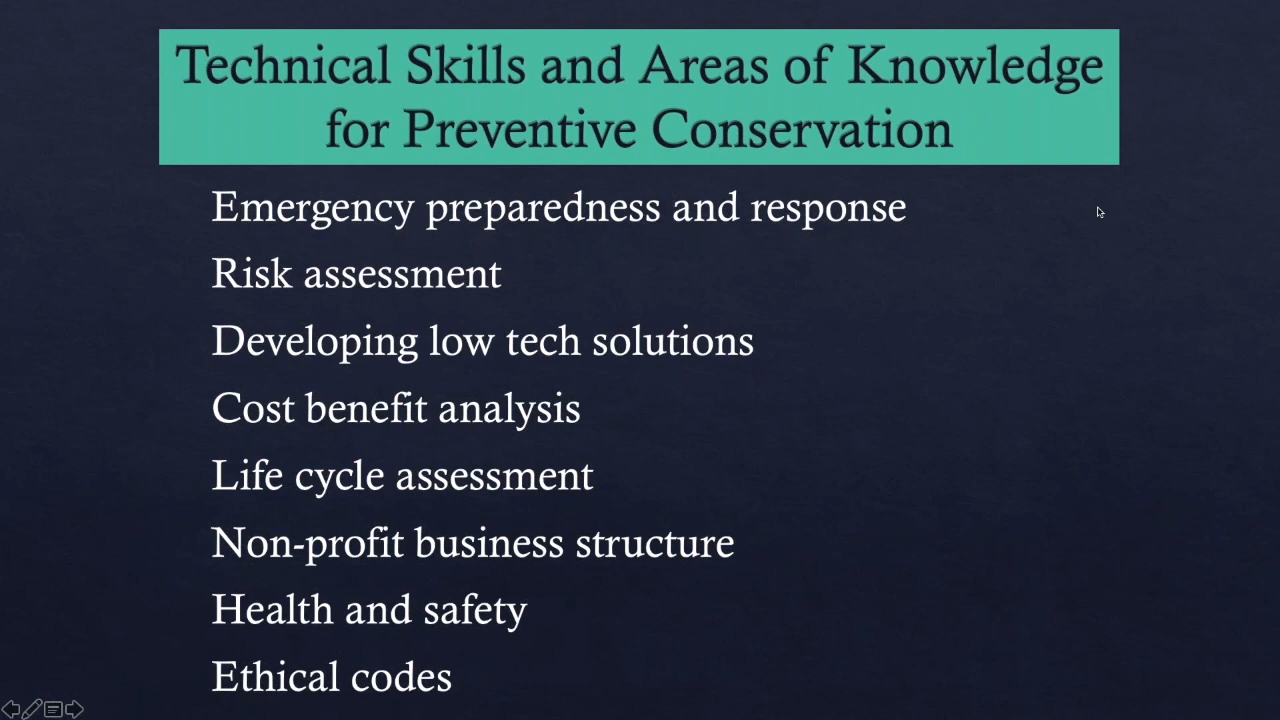 Technical Skills and Areas of Knowledge
for Preventive Conservation
Emergency preparedness and response
Risk assessment
Developing low tech solutions
Cost benefit analysis
Life cycle assessment
Non-profit business structure
Health and safety
Ethical codes